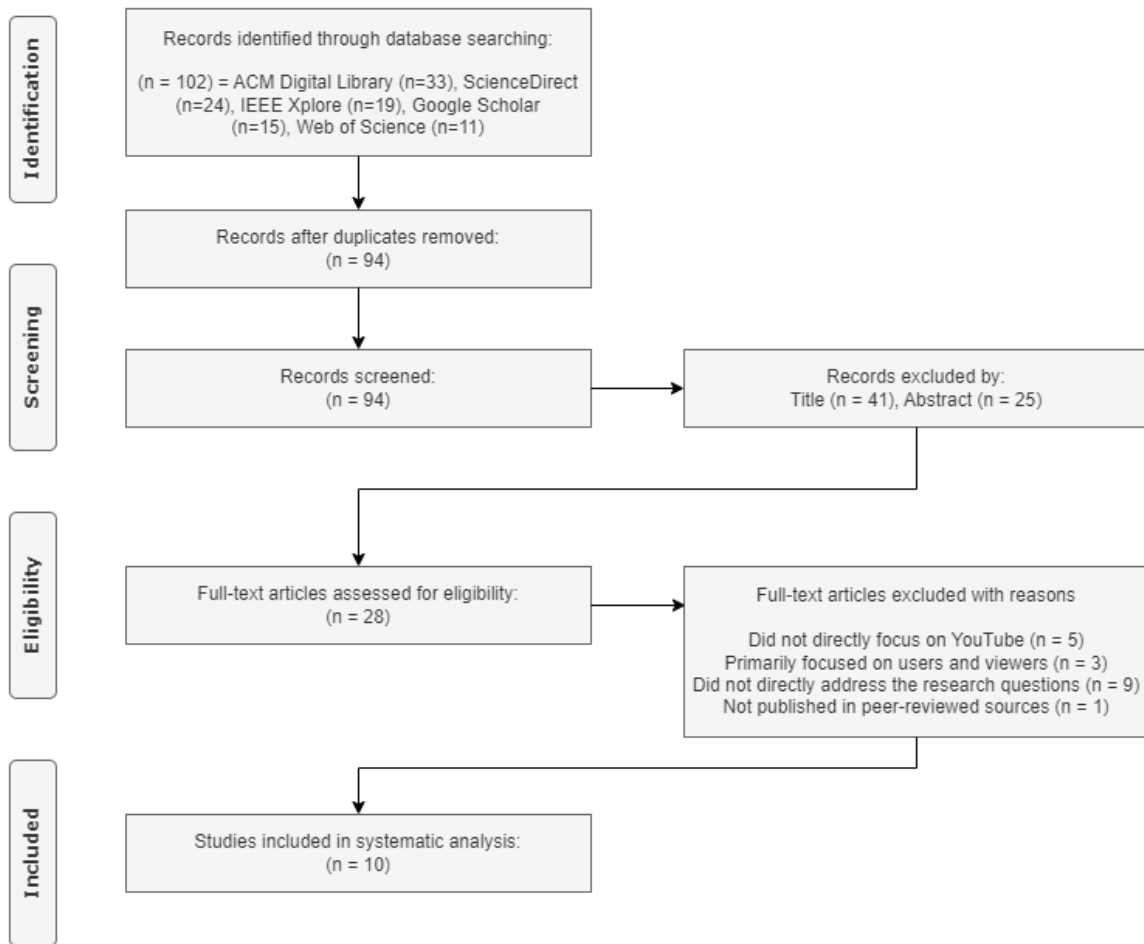 Identification
Records identified through database searching:
(n = 102) = ACM Digital Library (n=33), ScienceDirect
(n=24), IEEE Xplore (n=19), Google Scholar
(n=15), Web of Science (n=11)
Records after duplicates removed:
(n = 94)
Screening
Records screened:
(n = 94)
Records excluded by:
Title (n = 41), Abstract (n = 25)
Eligibility
Full-text articles assessed for eligibility:
(n = 28)
Full-text articles excluded with reasons
Did not directly focus on YouTube (n = 5)
Primarily focused on users and viewers (n = 3)
Did not directly address the research questions (n = 9)
Not published in peer-reviewed sources (n = 1)
Included
Studies included in systematic analysis:
(n = 10)